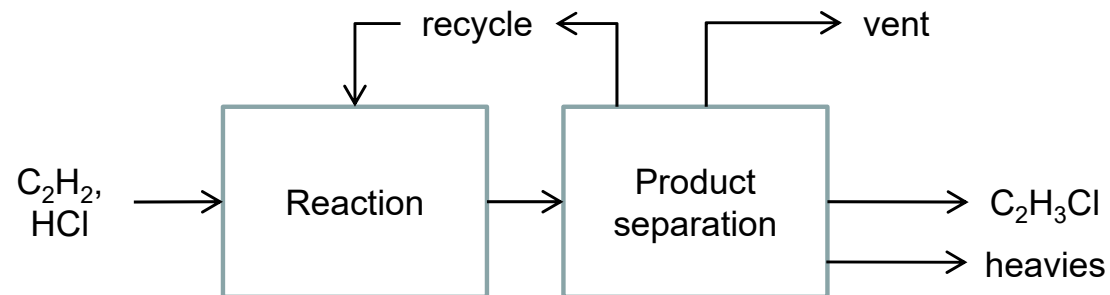 recycle
vent
C₂H₂,
HCl
Reaction
Product
separation
C₂H₃Cl
heavies